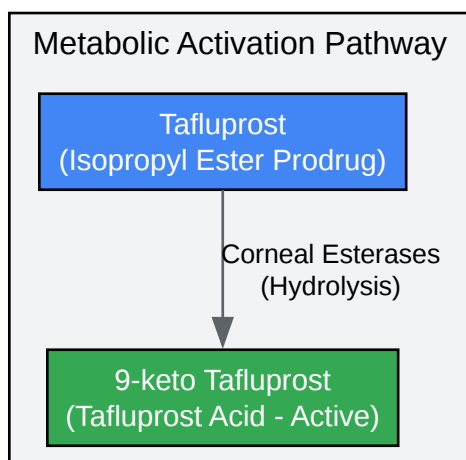 Metabolic Activation Pathway
Tafluprost
(Isopropyl Ester Prodrug)
Corneal Esterases
(Hydrolysis)
9-keto Tafluprost
(Tafluprost Acid - Active)